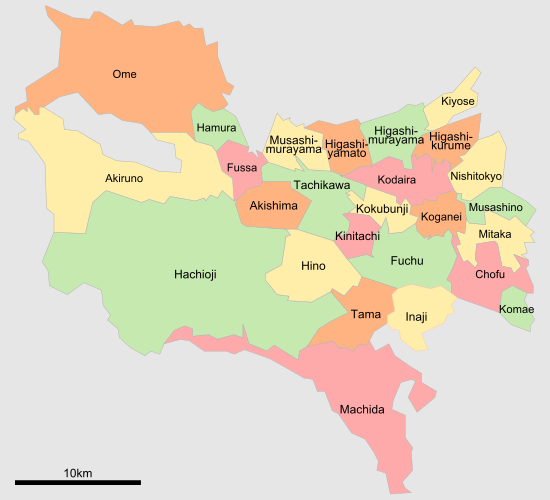 Ome
Kiyose
Hamura
Musashi-
murayama
Higashi-
yamato
Higashi-
murayama
Higashi-
kurume
Fussa
Akiruno
Tachikawa
Kodaira
Nishitokyo
Akishima
Kokubunji
Koganei
Musashino
Kinitachi
Mitaka
Hachioji
Hino
Fuchu
Chofu
Tama
Inaji
Komae
Machida
10km